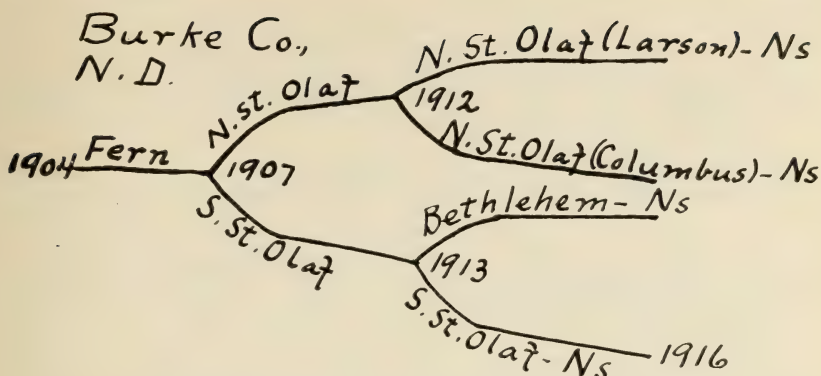 Burke Co.,
N.D.
1904 Fern
N. St. Olaf
1907
S. St. Olaf
N. St. Olaf (Larson) - Ns
1912
N. St. Olaf (Columbus) - Ns
Bethlehem - Ns
1913
S. St. Olaf - Ns
1916